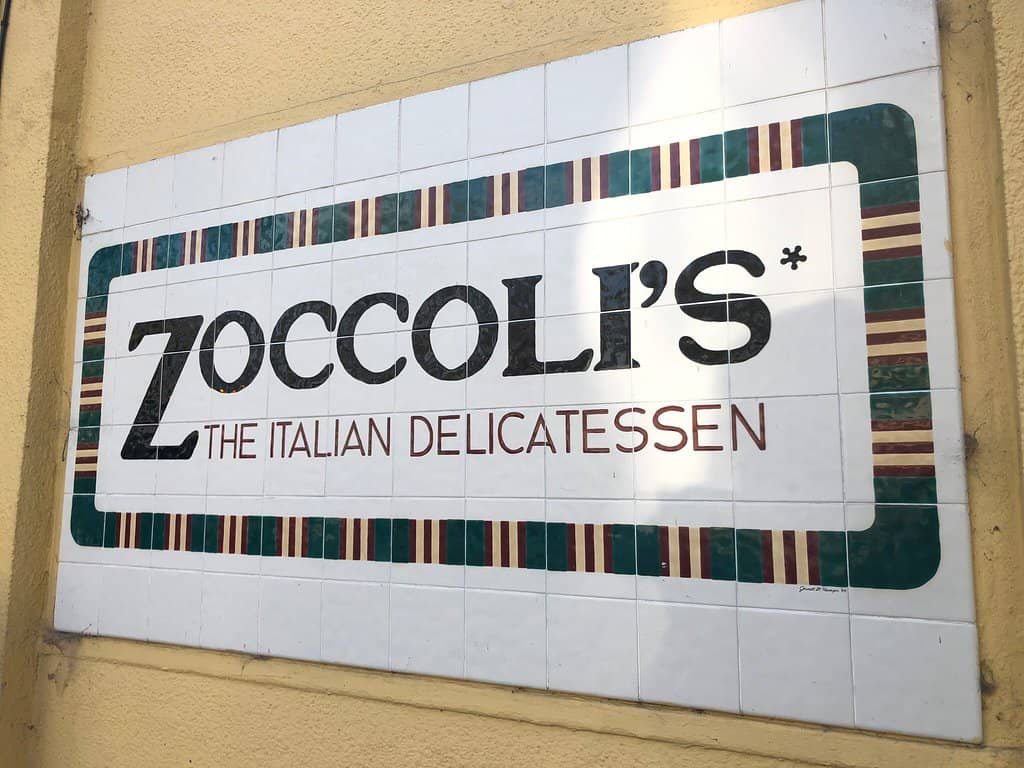 ZOCCOLI'S*
THE ITALIAN DELICATESSEN